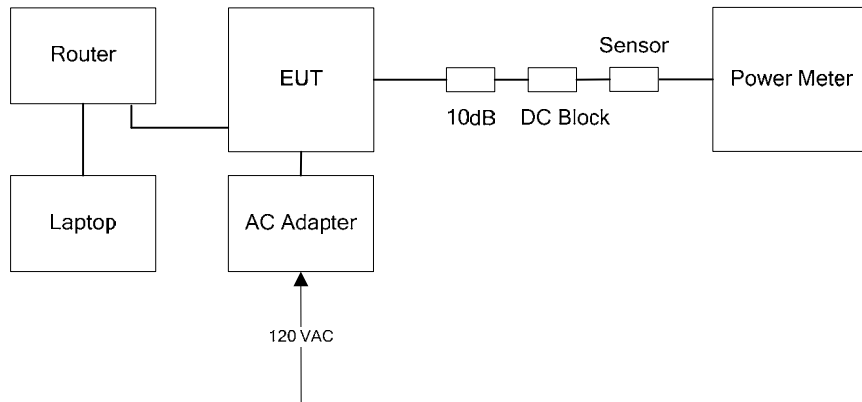 Router
EUT
Sensor
Power Meter
10dB
DC Block
Laptop
AC Adapter
120 VAC